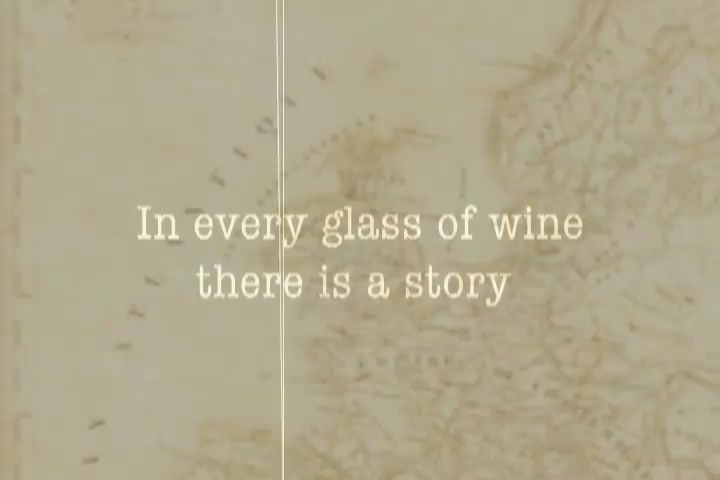 In every glass of wine
there is a story